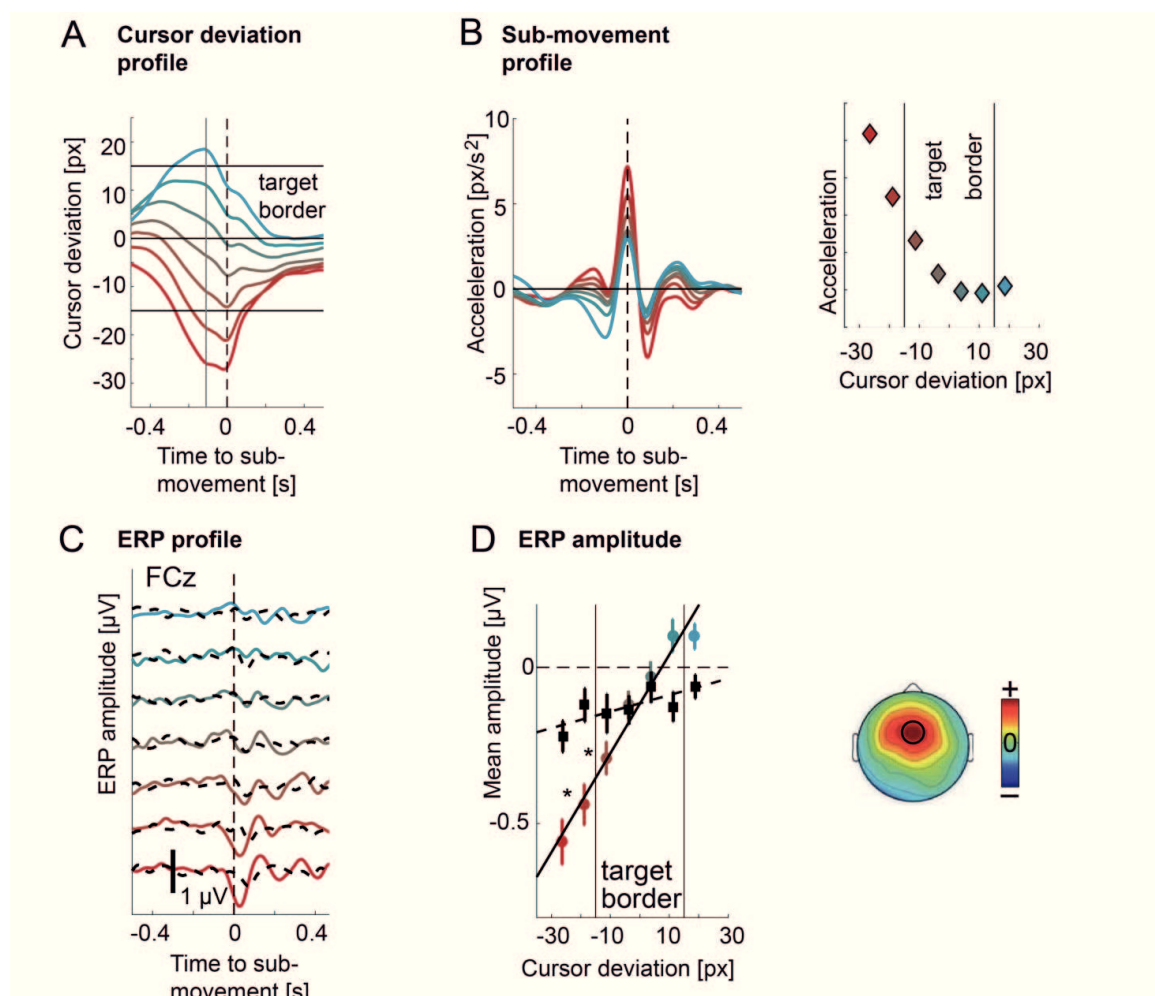 A Cursor deviation
profile
Cursor deviation [px]
20
10
0
-10
-20
-30
target
border
-0.4 0 0.4
Time to sub-
movement [s]
B Sub-movement
profile
Acceleleration [px/s2]
10
5
0
-5
-0.4 0 0.4
Time to sub-
movement [s]
Acceleleration
target
border
-30 -10 10 30
Cursor deviation [px]
C ERP profile
FCz
ERP amplitude [µV]
1 µV
-0.4 0 0.4
Time to sub-
movement [s]
D ERP amplitude
Mean amplitude [µV]
0
-0.5
*
*
target
border
-30 -10 10 30
Cursor deviation [px]
+
0
−